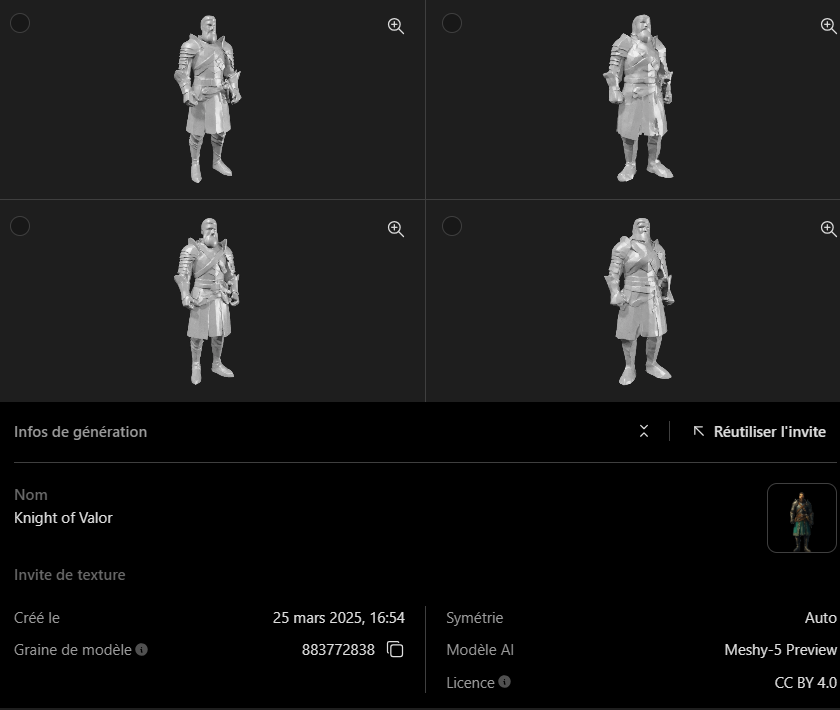 Infos de génération
Réutiliser l'invite
Nom
Knight of Valor
Invite de texture
Créé le 25 mars 2025, 16:54
Symétrie Auto
Graine de modèle 883772838
Modèle AI Meshy-5 Preview
Licence CC BY 4.0